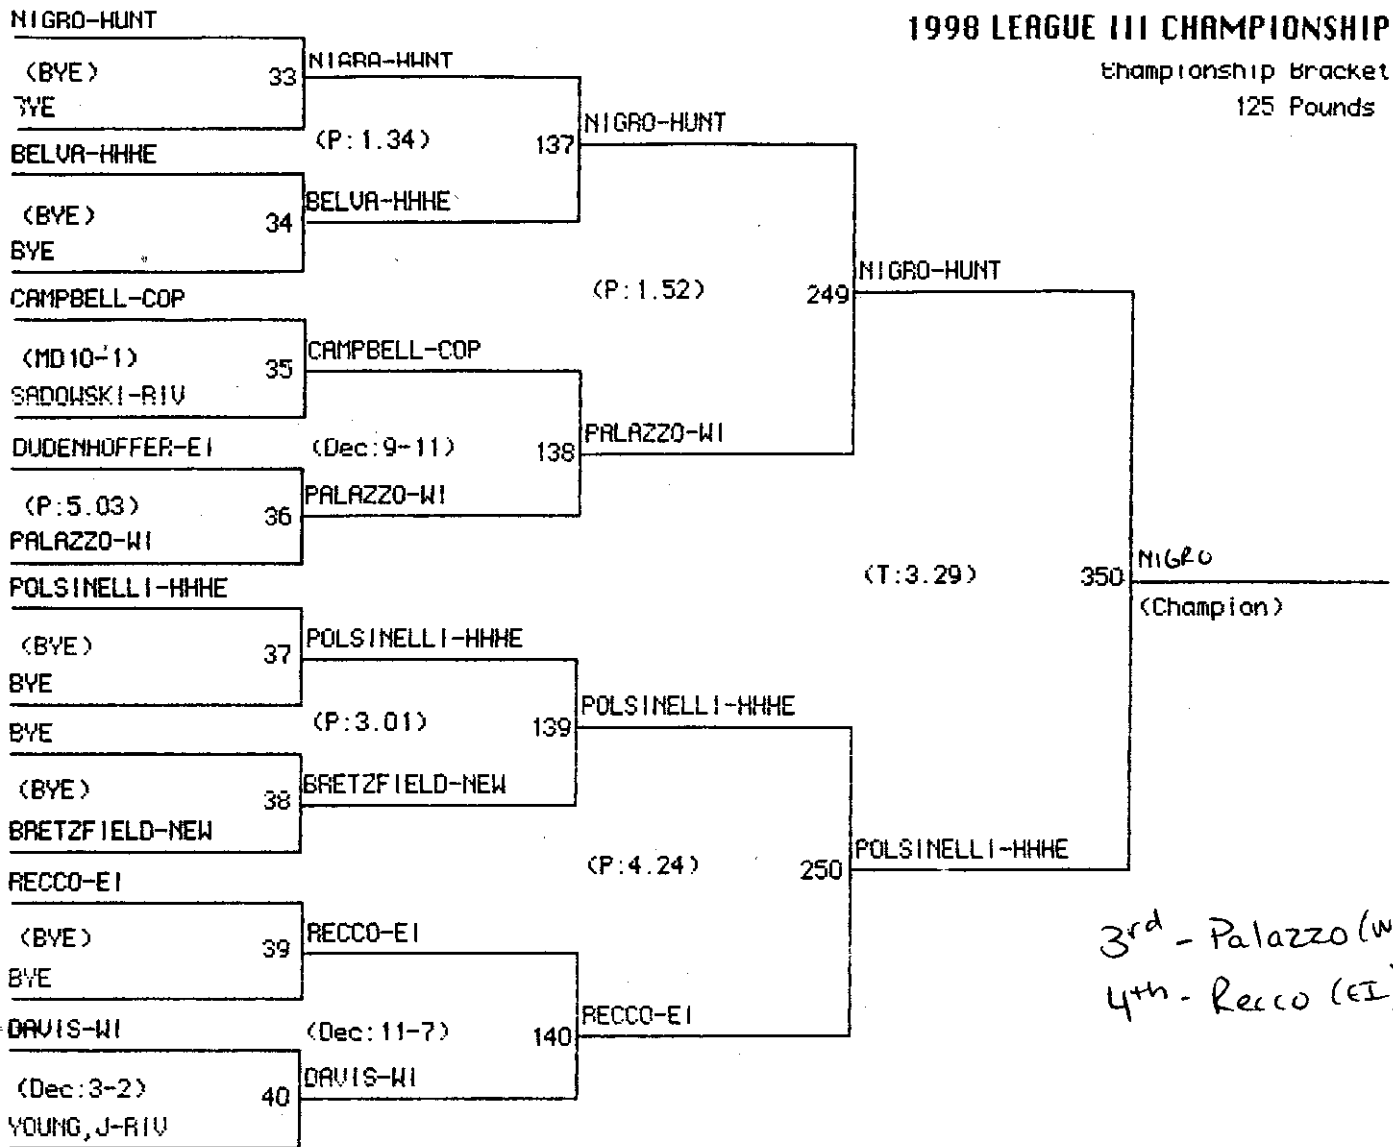 NIGRO-HUNT
1998 LEAGUE III CHAMPIONSHIP
Championship Bracket
125 Pounds
(BYE)
33
NIGRO-HUNT
BYE
(P:1.34)
137
NIGRO-HUNT
BELVA-HHHE
(BYE)
34
BELVA-HHHE
BYE
(P:1.52)
249
NIGRO-HUNT
CAMPBELL-COP
(MD10-1)
35
CAMPBELL-COP
SADOWSKI-RIV
DUDENHOFFER-EI
(Dec:9-11)
138
PALAZZO-WI
(P:5.03)
36
PALAZZO-WI
PALAZZO-WI
(T:3.29)
350
NIGRO
(Champion)
POLSINELLI-HHHE
(BYE)
37
POLSINELLI-HHHE
BYE
(P:3.01)
139
POLSINELLI-HHHE
BYE
(BYE)
38
BRETZFIELD-NEW
BRETZFIELD-NEW
(P:4.24)
250
POLSINELLI-HHHE
RECCO-EI
(BYE)
39
RECCO-EI
BYE
3rd - Palazzo (W
4th - Recco (EI)
DAVIS-WI
(Dec:11-7)
140
RECCO-EI
(Dec:3-2)
40
DAVIS-WI
YOUNG,J-RIV